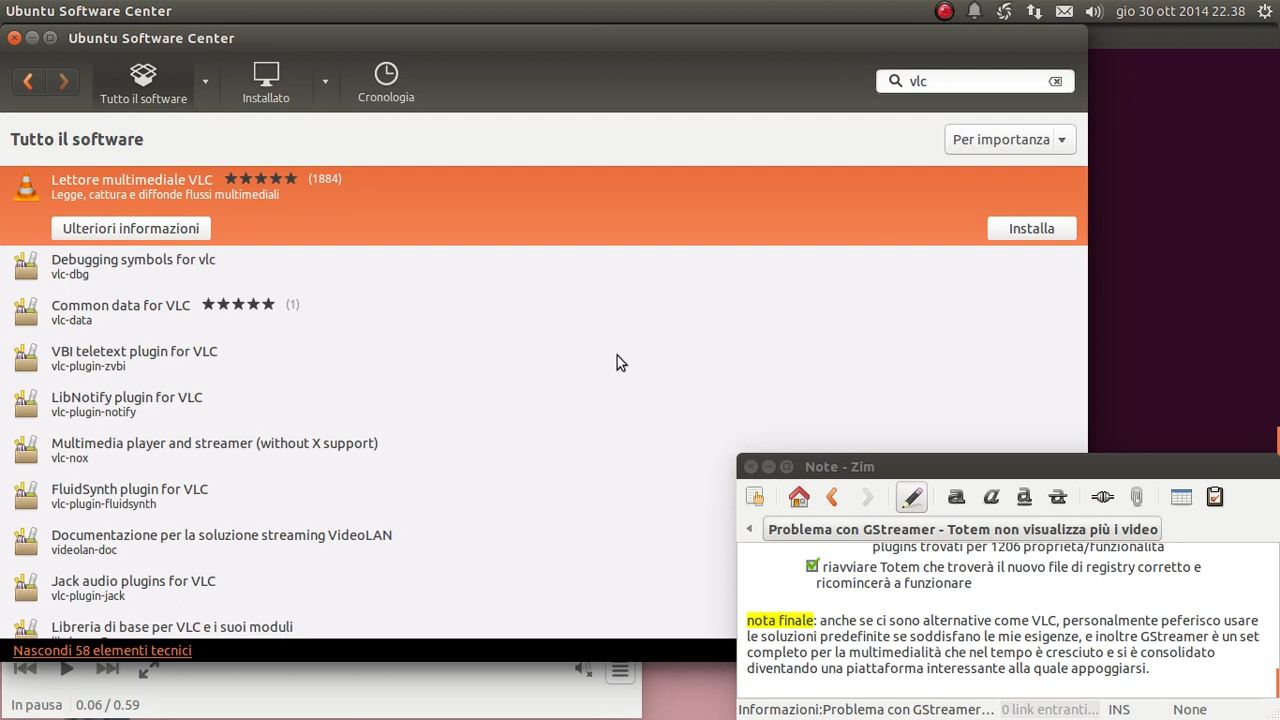 Ubuntu Software Center
gio 30 ott 2014 22.38
Ubuntu Software Center
Tutto il software
Installato
Cronologia
vlc
Tutto il software
Per importanza
Lettore multimediale VLC (1884)
Legge, cattura e diffonde flussi multimediali
Ulteriori informazioni
Installa
Debugging symbols for vlc
vlc-dbg
Common data for VLC (1)
vlc-data
VBI teletext plugin for VLC
vlc-plugin-zvbi
LibNotify plugin for VLC
vlc-plugin-notify
Multimedia player and streamer (without X support)
vlc-nox
FluidSynth plugin for VLC
vlc-plugin-fluidsynth
Documentazione per la soluzione streaming VideoLAN
videolan-doc
Jack audio plugins for VLC
vlc-plugin-jack
Libreria di base per VLC e i suoi moduli
Nascondi 58 elementi tecnici
In pausa 0.06 / 0.59
Note - Zim
Problema con GStreamer - Totem non visualizza più i video
plugins trovati per 1206 proprietà/funzionalità
riavviare Totem che troverà il nuovo file di registry corretto e
ricomincerà a funzionare
nota finale: anche se ci sono alternative come VLC, personalmente peferisco usare
le soluzioni predefinite se soddisfano le mie esigenze, e inoltre GStreamer è un set
completo per la multimedialità che nel tempo è cresciuto e si è consolidato
diventando una piattaforma interessante alla quale appoggiarsi.
Informazioni:Problema con GStreamer... 0 link entranti... INS None